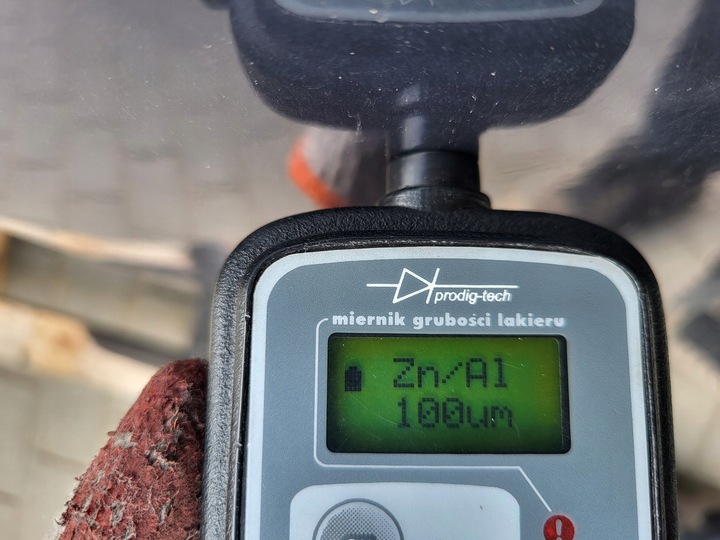 prodig-tech
miernik grubości lakieru
Zn/Al
100um